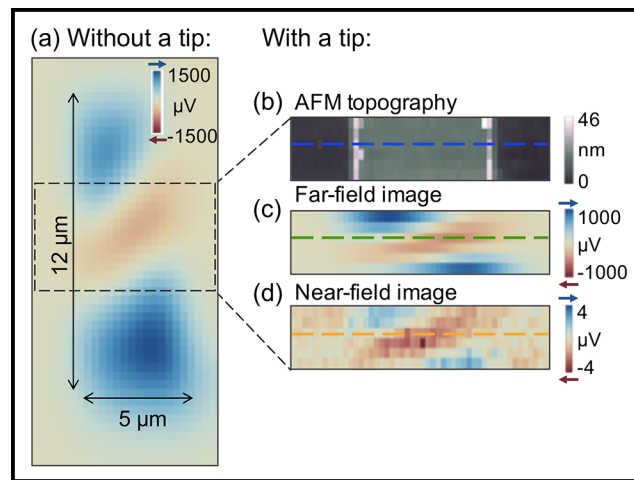 (a) Without a tip:
With a tip:
1500
µV
-1500
12 µm
5 µm
(b) AFM topography
46
nm
0
(c) Far-field image
1000
µV
-1000
(d) Near-field image
4
µV
-4